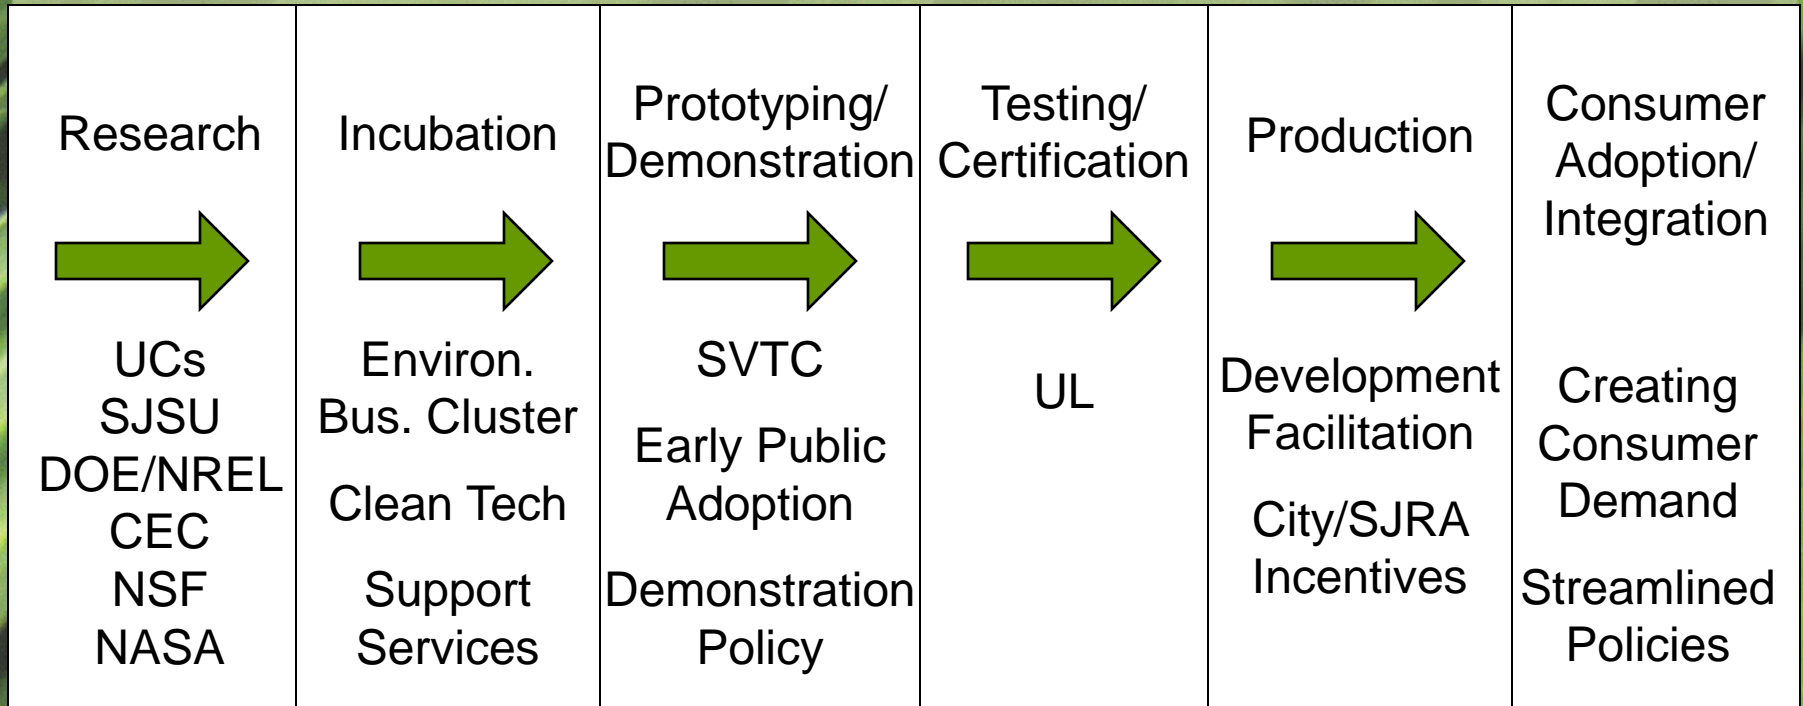 Research
UCs
SJSU
DOE/NREL
CEC
NSF
NASA
Incubation
Environ.
Bus. Cluster
Clean Tech
Support
Services
Prototyping/
Demonstration
SVTC
Early Public
Adoption
Demonstration
Policy
Testing/
Certification
UL
Production
Development
Facilitation
City/SJRA
Incentives
Consumer
Adoption/
Integration
Creating
Consumer
Demand
Streamlined
Policies